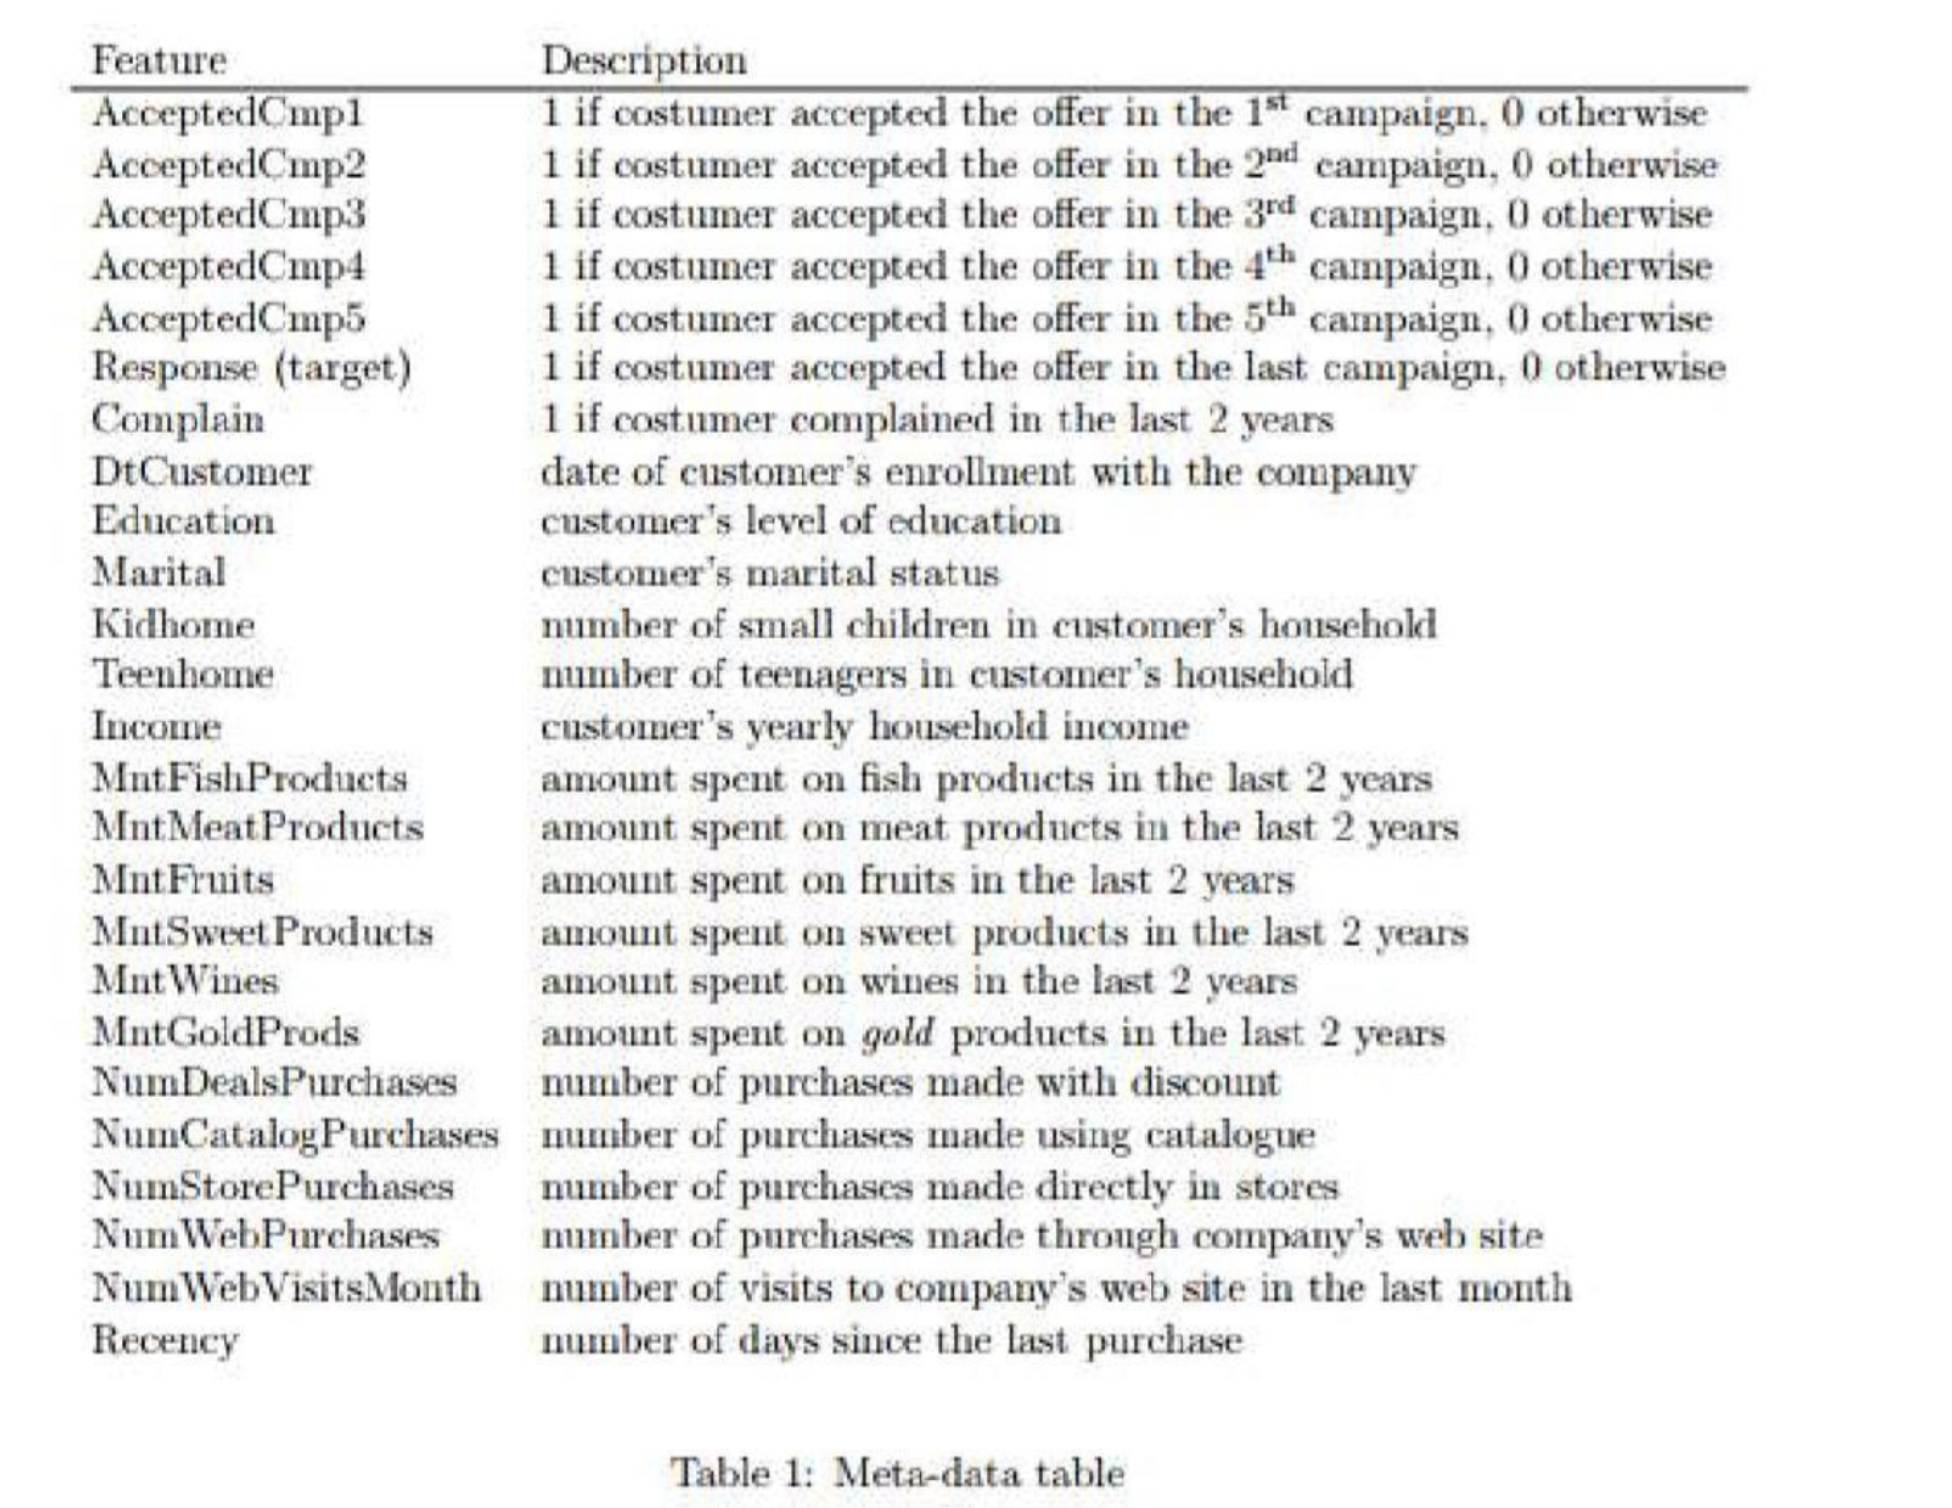 Feature Description
AcceptedCmp1 1 if costumer accepted the offer in the 1st campaign, 0 otherwise
AcceptedCmp2 1 if costumer accepted the offer in the 2nd campaign, 0 otherwise
AcceptedCmp3 1 if costumer accepted the offer in the 3rd campaign, 0 otherwise
AcceptedCmp4 1 if costumer accepted the offer in the 4th campaign, 0 otherwise
AcceptedCmp5 1 if costumer accepted the offer in the 5th campaign, 0 otherwise
Response (target) 1 if costumer accepted the offer in the last campaign, 0 otherwise
Complain 1 if costumer complained in the last 2 years
DtCustomer date of customer's enrollment with the company
Education customer's level of education
Marital customer's marital status
Kidhome number of small children in customer's household
Teenhome number of teenagers in customer's household
Income customer's yearly household income
MntFishProducts amount spent on fish products in the last 2 years
MntMeatProducts amount spent on meat products in the last 2 years
MntFruits amount spent on fruits in the last 2 years
MntSweetProducts amount spent on sweet products in the last 2 years
MntWines amount spent on wines in the last 2 years
MntGoldProds amount spent on gold products in the last 2 years
NumDealsPurchases number of purchases made with discount
NumCatalogPurchases number of purchases made using catalogue
NumStorePurchases number of purchases made directly in stores
NumWebPurchases number of purchases made through company's web site
NumWebVisitsMonth number of visits to company's web site in the last month
Recency number of days since the last purchase
Table 1: Meta-data table